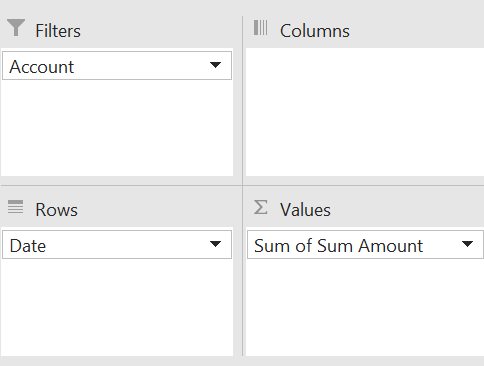 Filters
Columns
Account
Rows
Values
Date
Sum of Sum Amount